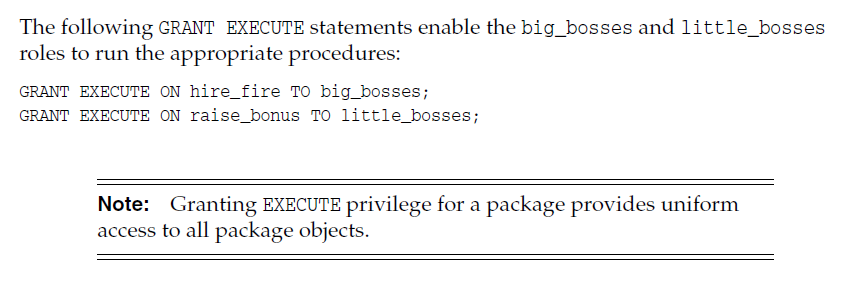 The following GRANT EXECUTE statements enable the big_bosses and little_bosses
roles to run the appropriate procedures:
GRANT EXECUTE ON hire_fire TO big_bosses;
GRANT EXECUTE ON raise_bonus TO little_bosses;
Note: Granting EXECUTE privilege for a package provides uniform
access to all package objects.